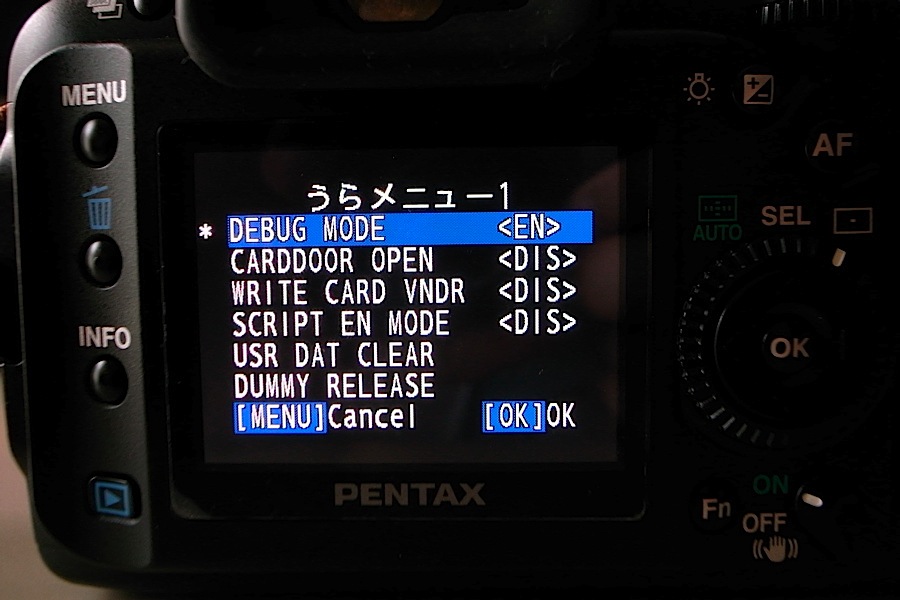 MENU
INFO
うらメニュー1
* DEBUG MODE <EN>
CARDDOOR OPEN <DIS>
WRITE CARD VNDR <DIS>
SCRIPT EN MODE <DIS>
USR DAT CLEAR
DUMMY RELEASE
[MENU]Cancel [OK]OK
PENTAX
AF
AUTO
SEL
OK
Fn
ON
OFF